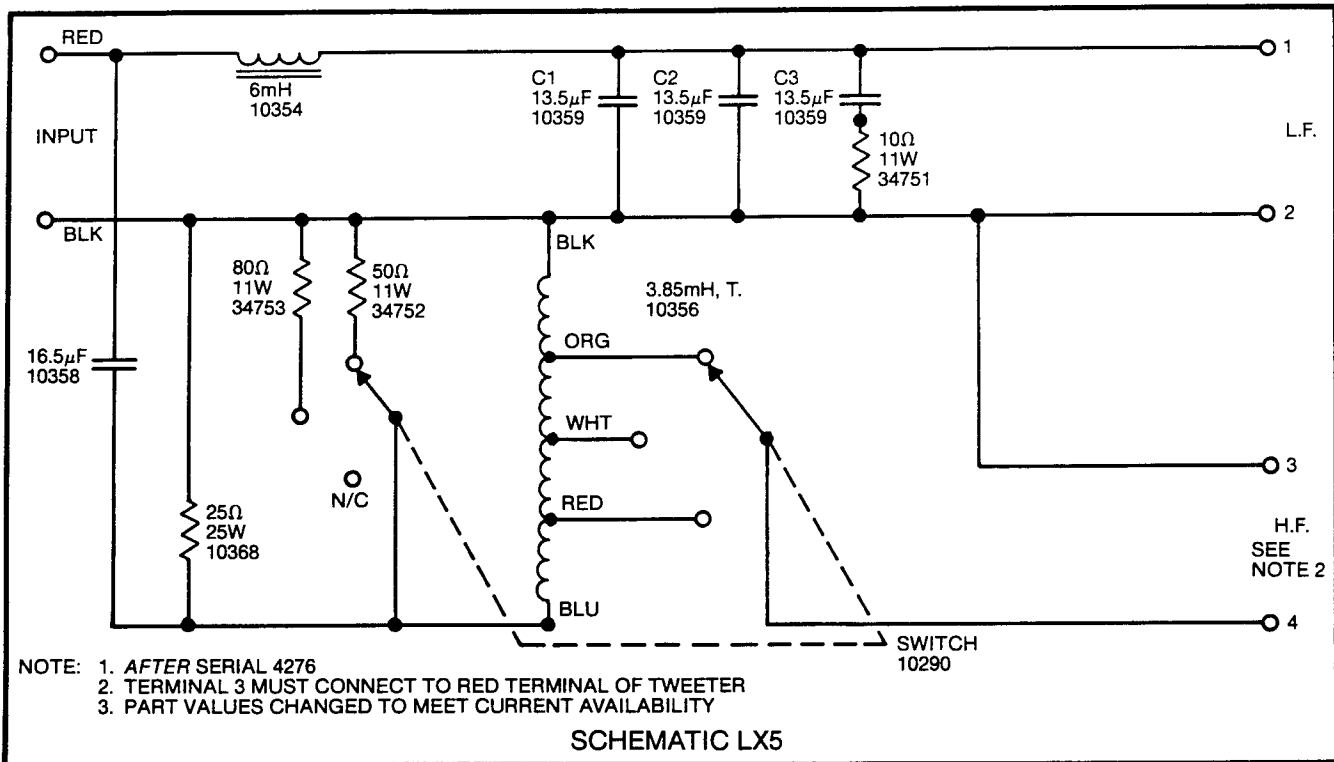 RED
6mH
10354
INPUT
BLK
C1
13.5µF
10359
C2
13.5µF
10359
C3
13.5µF
10359
10Ω
11W
34751
1
L.F.
2
80Ω
11W
34753
50Ω
11W
34752
BLK
3.85mH, T.
10356
ORG
WHT
RED
BLU
16.5µF
10358
N/C
25Ω
25W
10368
3
H.F.
SEE
NOTE 2
4
SWITCH
10290
NOTE: 1. AFTER SERIAL 4276
2. TERMINAL 3 MUST CONNECT TO RED TERMINAL OF TWEETER
3. PART VALUES CHANGED TO MEET CURRENT AVAILABILITY
SCHEMATIC LX5